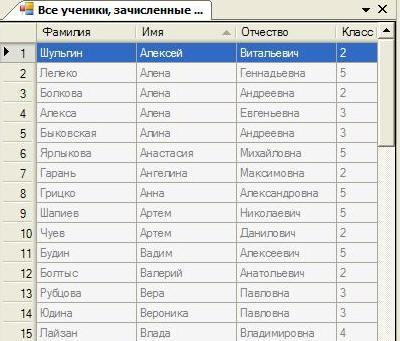 Все ученики, зачисленные ...
Фамилия Имя Отчество Класс
1 Шульгин Алексей Витальевич 2
2 Лелеко Алена Геннадьевна 5
3 Болкова Алена Андреевна 2
4 Алекса Алена Евгеньевна 3
5 Быковская Алина Андреевна 3
6 Ярлыкова Анастасия Михайловна 5
7 Гарань Ангелина Максимовна 2
8 Грицко Анна Александровна 5
9 Шапиев Артем Николаевич 5
10 Чуев Артем Данилович 2
11 Будин Вадим Алексеевич 5
12 Болтыс Валерий Анатольевич 2
13 Рубцова Вера Павловна 3
14 Юдина Вероника Павловна 3
15 Лайзан Влада Владимировна 4